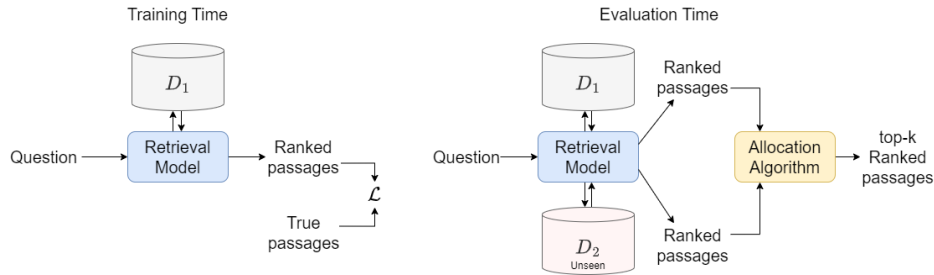 Training Time
D1
Question
Retrieval
Model
Ranked
passages
ℒ
True
passages
Evaluation Time
D1
Question
Retrieval
Model
D2
Unseen
Ranked
passages
Ranked
passages
Allocation
Algorithm
top-k
Ranked
passages